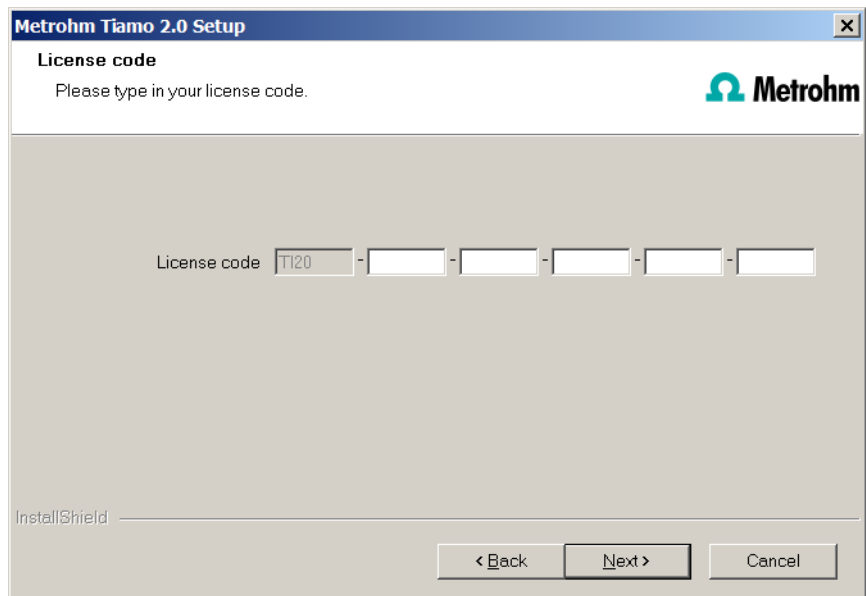 Metrohm Tiamo 2.0 Setup
License code
Please type in your license code.
Metrohm
License code TI20 - - - - -
InstallShield
< Back Next > Cancel